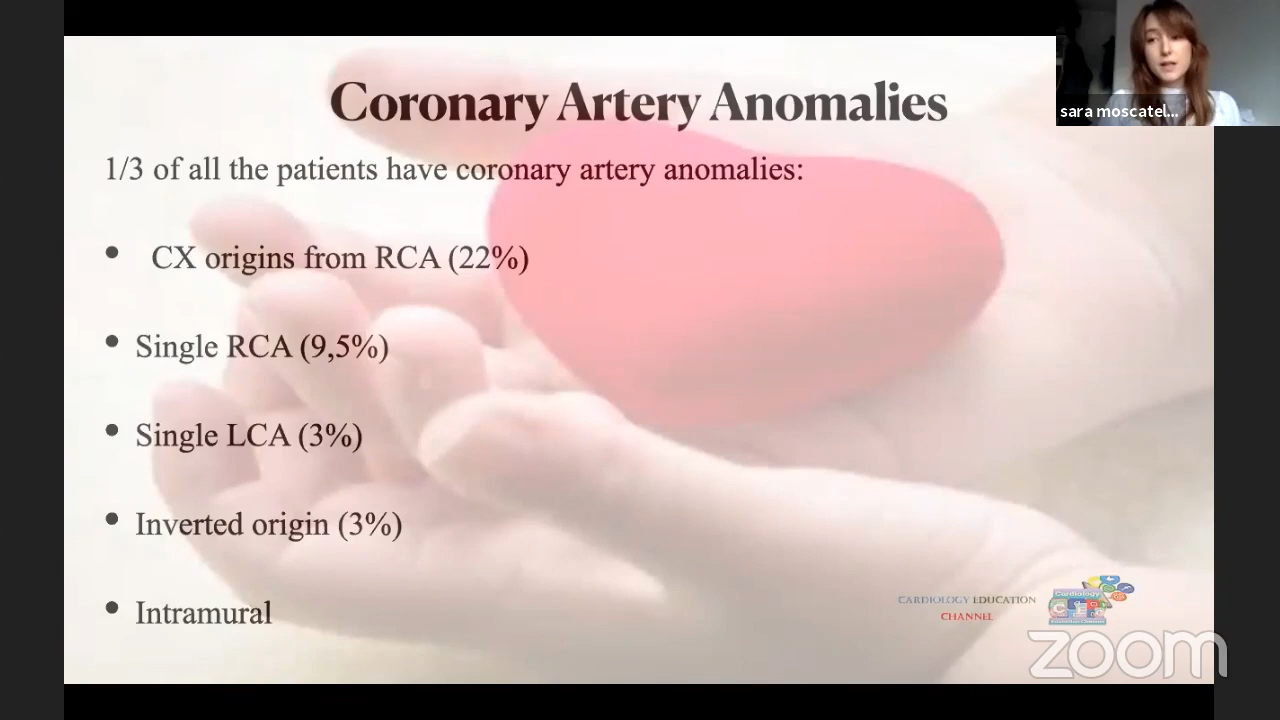 Coronary Artery Anomalies
sara moscatel...
1/3 of all the patients have coronary artery anomalies:
• CX origins from RCA (22%)
• Single RCA (9,5%)
• Single LCA (3%)
• Inverted origin (3%)
• Intramural
CARDIOLOGY EDUCATION
CHANNEL
Cardiology
zoom